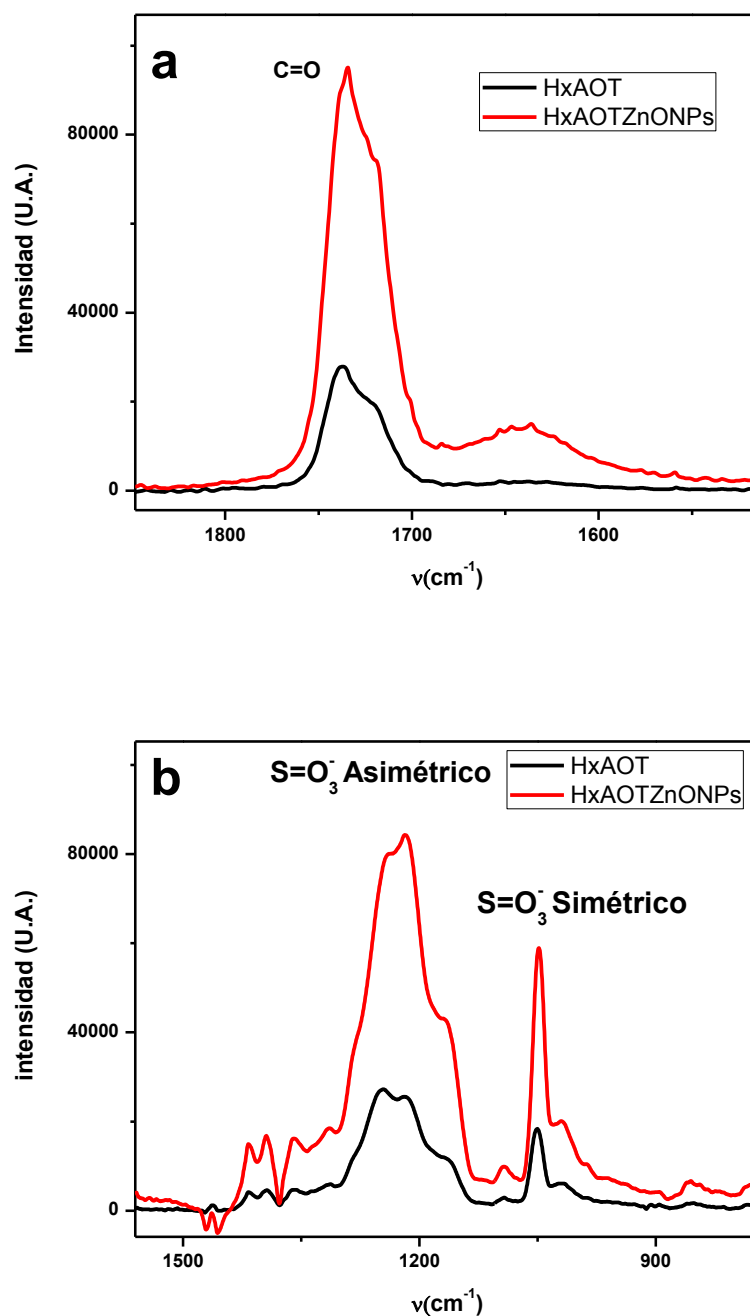 a
C=O
HxAOT
HxAOTZnONPs
Intensidad (U.A.)
80000
40000
0
1800
1700
1600
ν(cm⁻¹)
b
S=O₃⁻ Asimétrico
HxAOT
HxAOTZnONPs
S=O₃⁻ Simétrico
intensidad (U.A.)
80000
40000
0
1500
1200
900
ν(cm⁻¹)